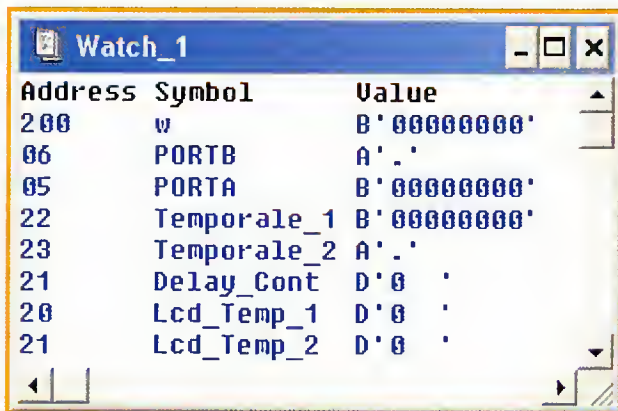 Watch_1
Address Symbol Value
200 w B'00000000'
06 PORTB A'.'
05 PORTA B'00000000'
22 Temporale_1 B'00000000'
23 Temporale_2 A'.'
21 Delay_Cont D'0 '
20 Lcd_Temp_1 D'0 '
21 Lcd_Temp_2 D'0 '